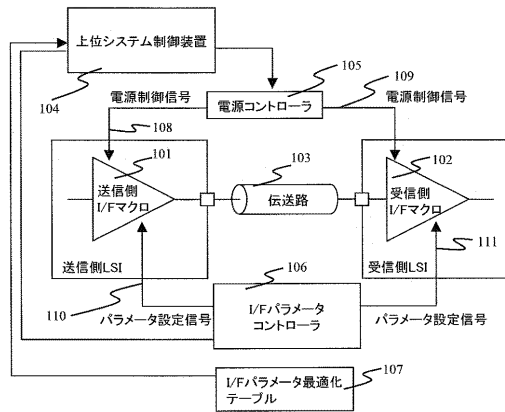 上位システム制御装置
104
105
109
電源制御信号
電源コントローラ
電源制御信号
108
101
送信側
I/Fマクロ
103
伝送路
102
受信側
I/Fマクロ
111
送信側LSI
受信側LSI
110
106
パラメータ設定信号
I/Fパラメータ
コントローラ
パラメータ設定信号
I/Fパラメータ最適化
テーブル
107